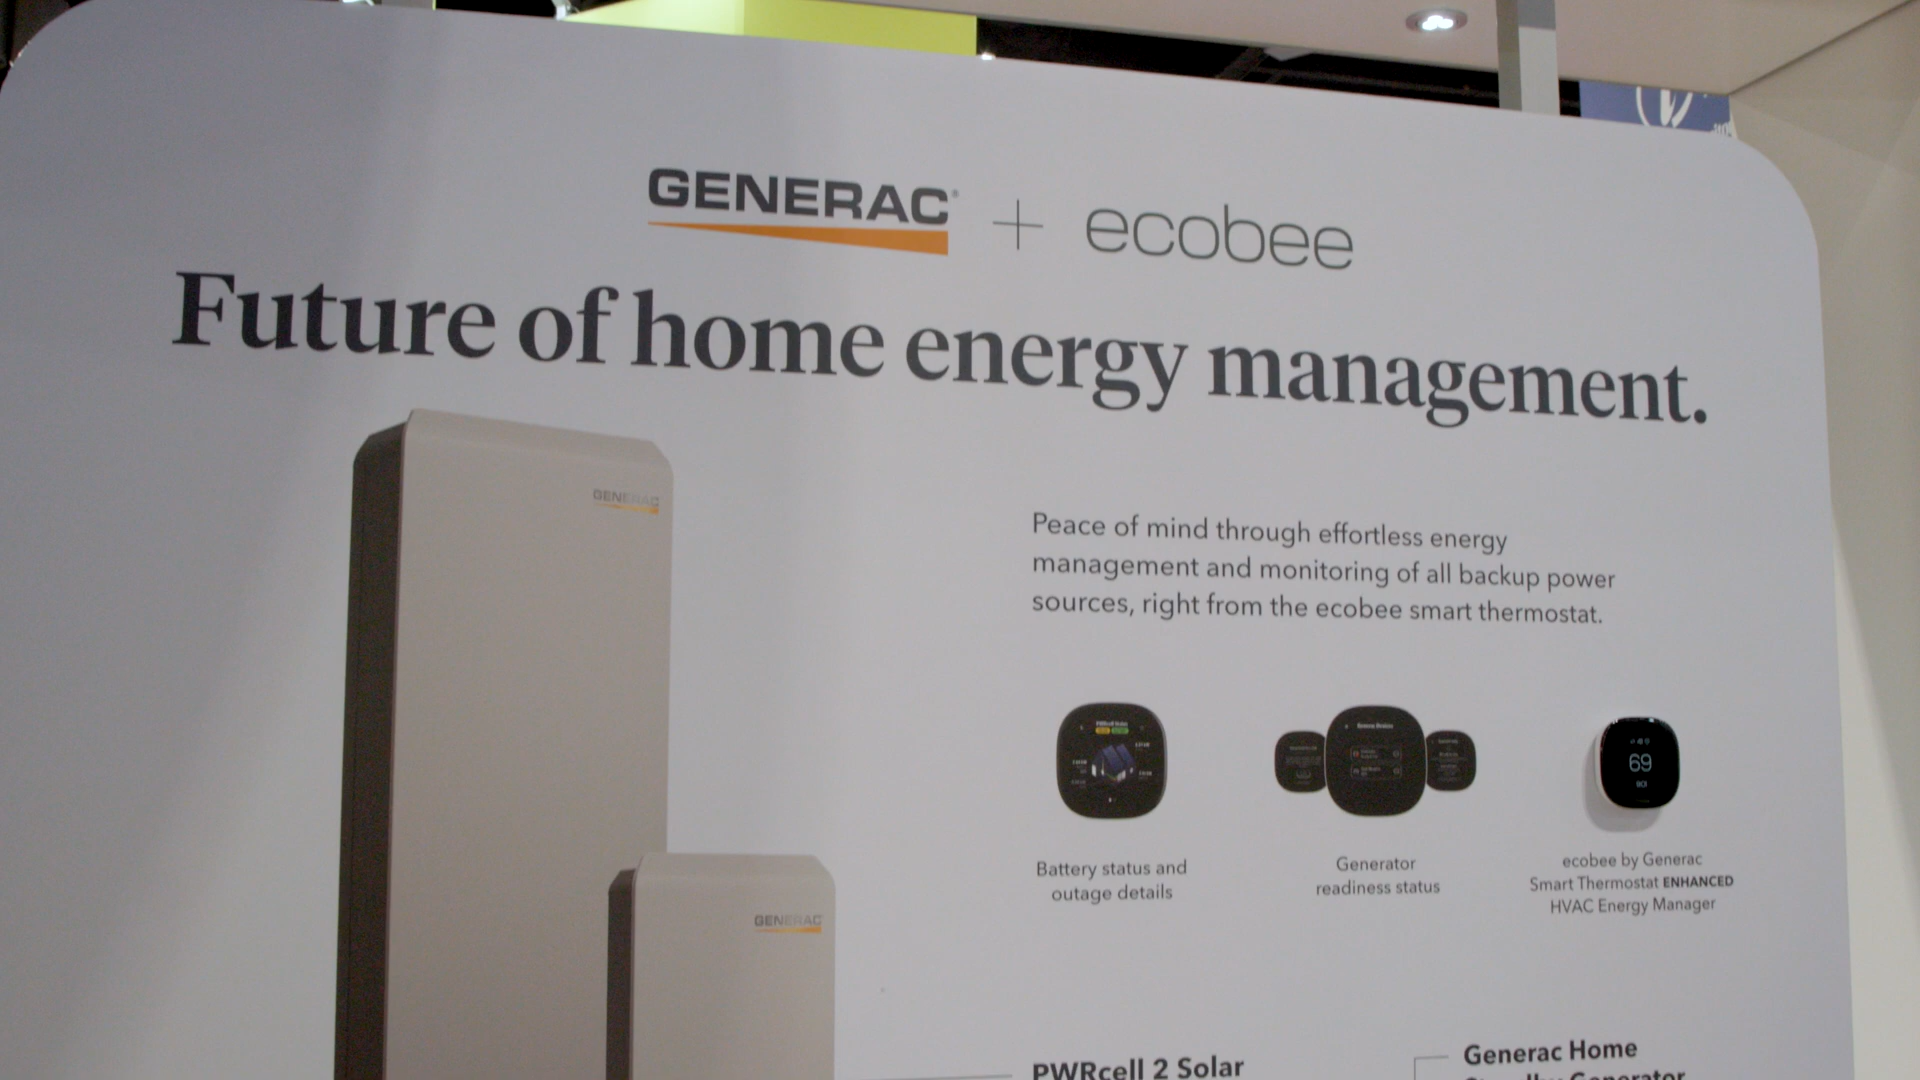 GENERAC + ecobee
Future of home energy management.
GENERAC
Peace of mind through effortless energy
management and monitoring of all backup power
sources, right from the ecobee smart thermostat.
69
Battery status and
outage details
Generator
readiness status
ecobee by Generac
Smart Thermostat ENHANCED
HVAC Energy Manager
GENERAC
PWRcell 2 Solar
Generac Home
Generator